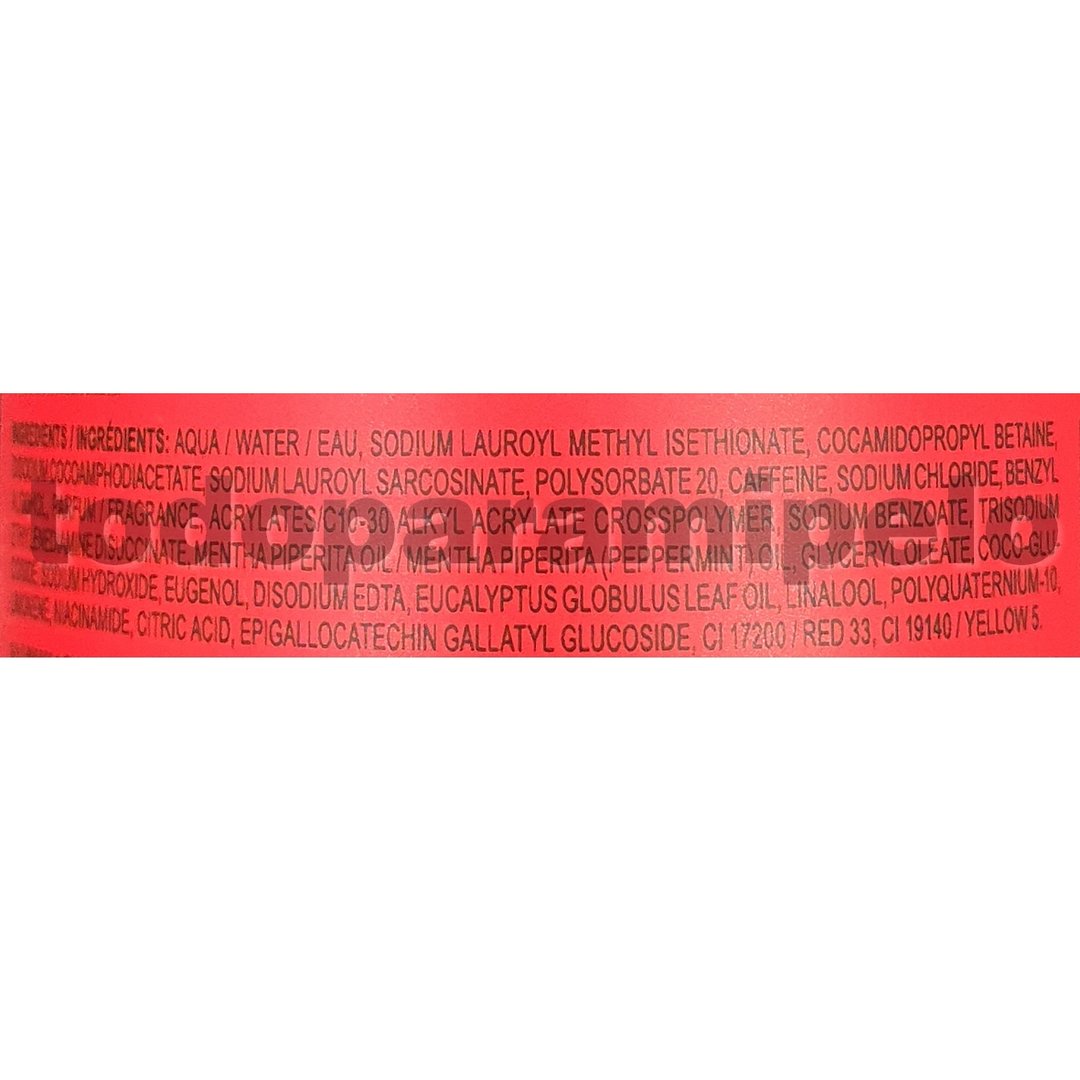 INGREDIENTS / INGRÉDIENTS: AQUA / WATER / EAU, SODIUM LAUROYL METHYL ISETHIONATE, COCAMIDOPROPYL BETAINE,
COCOAMPHODIACETATE, SODIUM LAUROYL SARCOSINATE, POLYSORBATE 20, CAFFEINE, SODIUM CHLORIDE, BENZYL
PARFUM / FRAGRANCE, ACRYLATES/C10-30 ALKYL ACRYLATE CROSSPOLYMER, SODIUM BENZOATE, TRISODIUM
DISUCCINATE, MENTHA PIPERITA OIL / MENTHA PIPERITA (PEPPERMINT) OIL, GLYCERYL OLEATE, COCO-GLU-
SODIUM HYDROXIDE, EUGENOL, DISODIUM EDTA, EUCALYPTUS GLOBULUS LEAF OIL, LINALOOL, POLYQUATERNIUM-10,
NIACINAMIDE, CITRIC ACID, EPIGALLOCATECHIN GALLATYL GLUCOSIDE, CI 17200 / RED 33, CI 19140 / YELLOW 5.
todoparamipelo